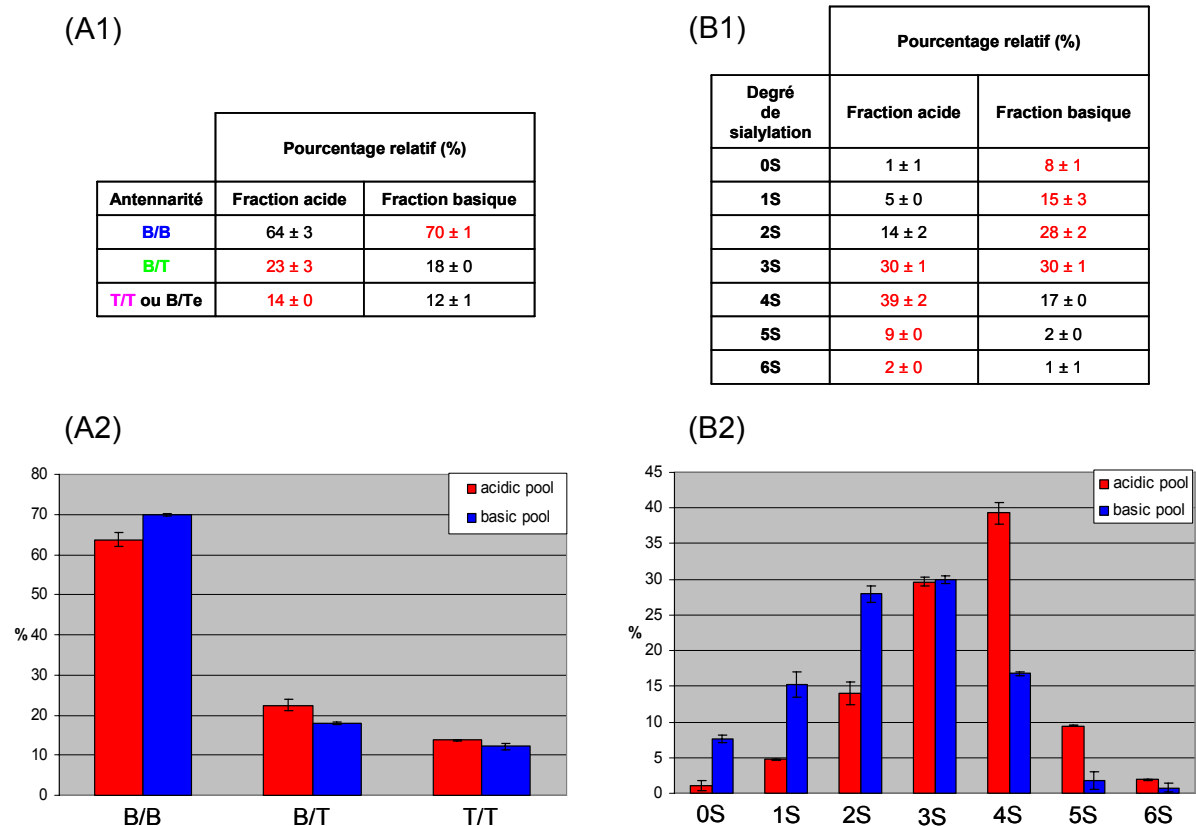 (A1)
Pourcentage relatif (%)
Antennarité Fraction acide Fraction basique
B/B 64 ± 3 70 ± 1
B/T 23 ± 3 18 ± 0
T/T ou B/Te 14 ± 0 12 ± 1
(B1)
Pourcentage relatif (%)
Degré
de
sialylation
Fraction acide Fraction basique
0S 1 ± 1 8 ± 1
1S 5 ± 0 15 ± 3
2S 14 ± 2 28 ± 2
3S 30 ± 1 30 ± 1
4S 39 ± 2 17 ± 0
5S 9 ± 0 2 ± 0
6S 2 ± 0 1 ± 1
(A2)
80
70
60
50
40
30
20
10
0
%
acidic pool
basic pool
B/B B/T T/T
(B2)
45
40
35
30
25
20
15
10
5
0
%
acidic pool
basic pool
0S 1S 2S 3S 4S 5S 6S